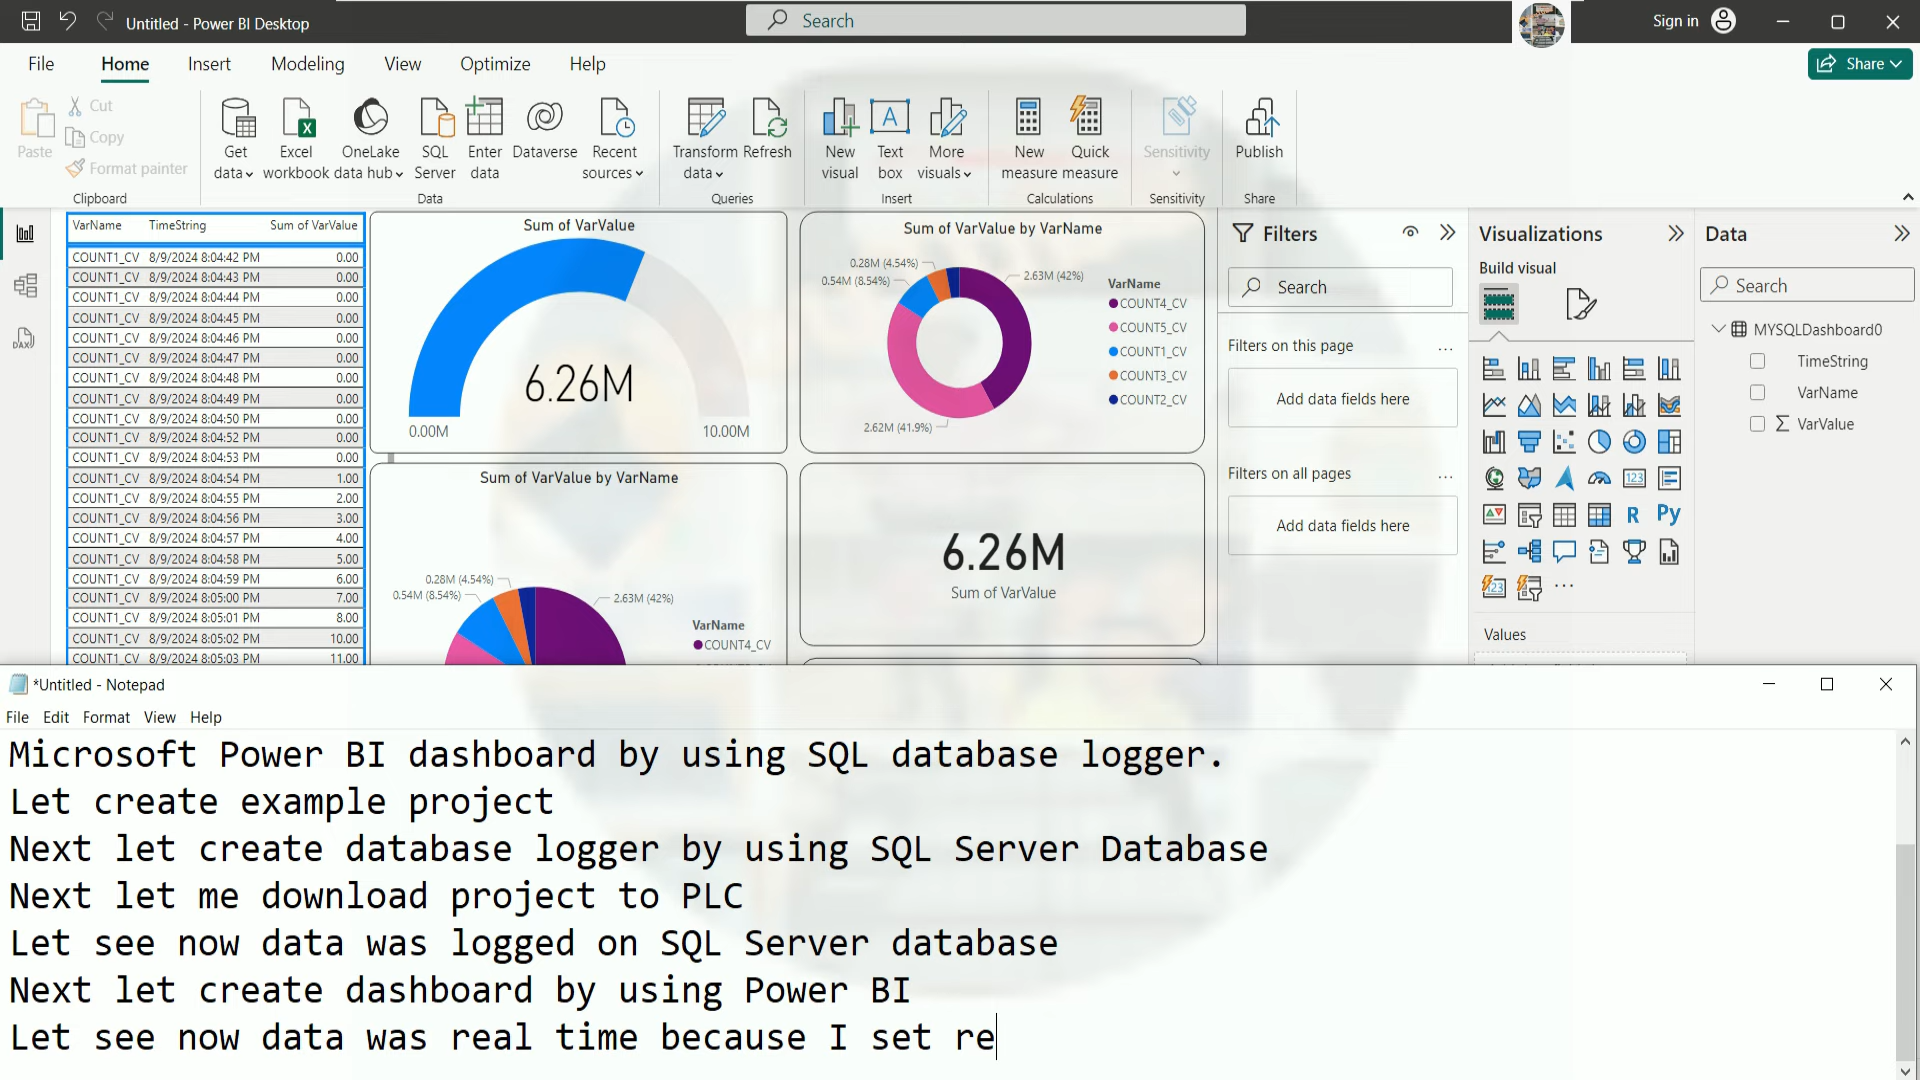 Untitled - Power BI Desktop
Search
Sign in
File Home Insert Modeling View Optimize Help
Share
Paste
Cut
Copy
Format painter
Clipboard
Get data
Excel workbook
OneLake data hub
SQL Server
Enter data
Dataverse
Recent sources
Data
Transform data
Refresh
Queries
New visual
Text box
More visuals
Insert
New measure
Quick measure
Calculations
Sensitivity
Sensitivity
Publish
Share
VarName TimeString Sum of VarValue
COUNT1_CV 8/9/2024 8:04:42 PM 0.00
COUNT1_CV 8/9/2024 8:04:43 PM 0.00
COUNT1_CV 8/9/2024 8:04:44 PM 0.00
COUNT1_CV 8/9/2024 8:04:45 PM 0.00
COUNT1_CV 8/9/2024 8:04:46 PM 0.00
COUNT1_CV 8/9/2024 8:04:47 PM 0.00
COUNT1_CV 8/9/2024 8:04:48 PM 0.00
COUNT1_CV 8/9/2024 8:04:49 PM 0.00
COUNT1_CV 8/9/2024 8:04:50 PM 0.00
COUNT1_CV 8/9/2024 8:04:52 PM 0.00
COUNT1_CV 8/9/2024 8:04:53 PM 0.00
COUNT1_CV 8/9/2024 8:04:54 PM 1.00
COUNT1_CV 8/9/2024 8:04:55 PM 2.00
COUNT1_CV 8/9/2024 8:04:56 PM 3.00
COUNT1_CV 8/9/2024 8:04:57 PM 4.00
COUNT1_CV 8/9/2024 8:04:58 PM 5.00
COUNT1_CV 8/9/2024 8:04:59 PM 6.00
COUNT1_CV 8/9/2024 8:05:00 PM 7.00
COUNT1_CV 8/9/2024 8:05:01 PM 8.00
COUNT1_CV 8/9/2024 8:05:02 PM 10.00
COUNT1_CV 8/9/2024 8:05:03 PM 11.00
Sum of VarValue
6.26M
0.00M 10.00M
Sum of VarValue by VarName
0.28M (4.54%)
0.54M (8.54%)
2.63M (42%)
2.62M (41.9%)
VarName
COUNT4_CV
COUNT5_CV
COUNT1_CV
COUNT3_CV
COUNT2_CV
Sum of VarValue by VarName
0.28M (4.54%)
0.54M (8.54%)
2.63M (42%)
VarName
COUNT4_CV
6.26M
Sum of VarValue
Filters
Search
Filters on this page ...
Add data fields here
Filters on all pages ...
Add data fields here
Visualizations
Build visual
123
R Py
123
...
Values
Data
Search
MYSQLDashboard0
TimeString
VarName
∑ VarValue
*Untitled - Notepad
File Edit Format View Help
Microsoft Power BI dashboard by using SQL database logger.
Let create example project
Next let create database logger by using SQL Server Database
Next let me download project to PLC
Let see now data was logged on SQL Server database
Next let create dashboard by using Power BI
Let see now data was real time because I set re